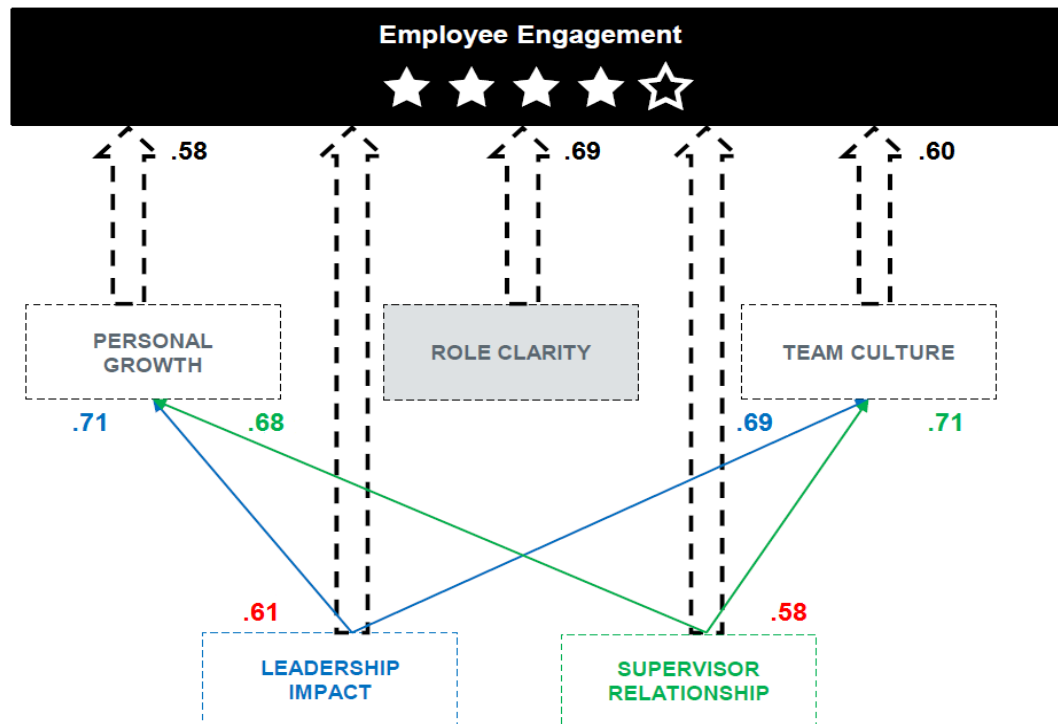 Employee Engagement
.58
.69
.60
PERSONAL
GROWTH
ROLE CLARITY
TEAM CULTURE
.71
.68
.69
.71
.61
.58
LEADERSHIP
IMPACT
SUPERVISOR
RELATIONSHIP